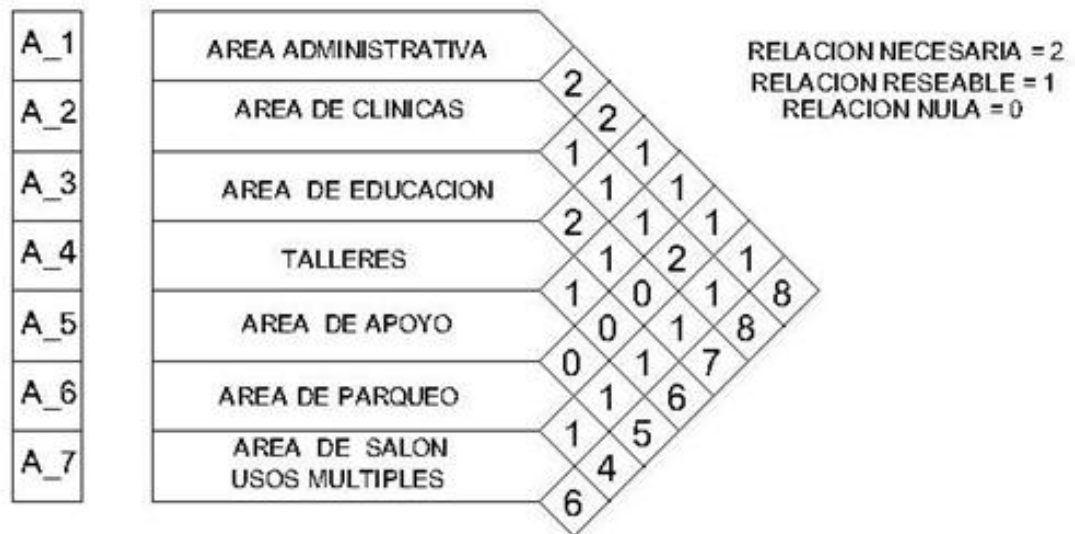 A_1 AREA ADMINISTRATIVA
RELACION NECESARIA = 2
RELACION RESEABLE = 1
RELACION NULA = 0
2
A_2 AREA DE CLINICAS 2
1 1
A_3 AREA DE EDUCACION 1 1
2 1 1
A_4 TALLERES 1 2 1
1 0 1 8
A_5 AREA DE APOYO 0 1 8
0 1 7
A_6 AREA DE PARQUEO 1 6
1 5
A_7 AREA DE SALON
USOS MULTIPLES 4
6